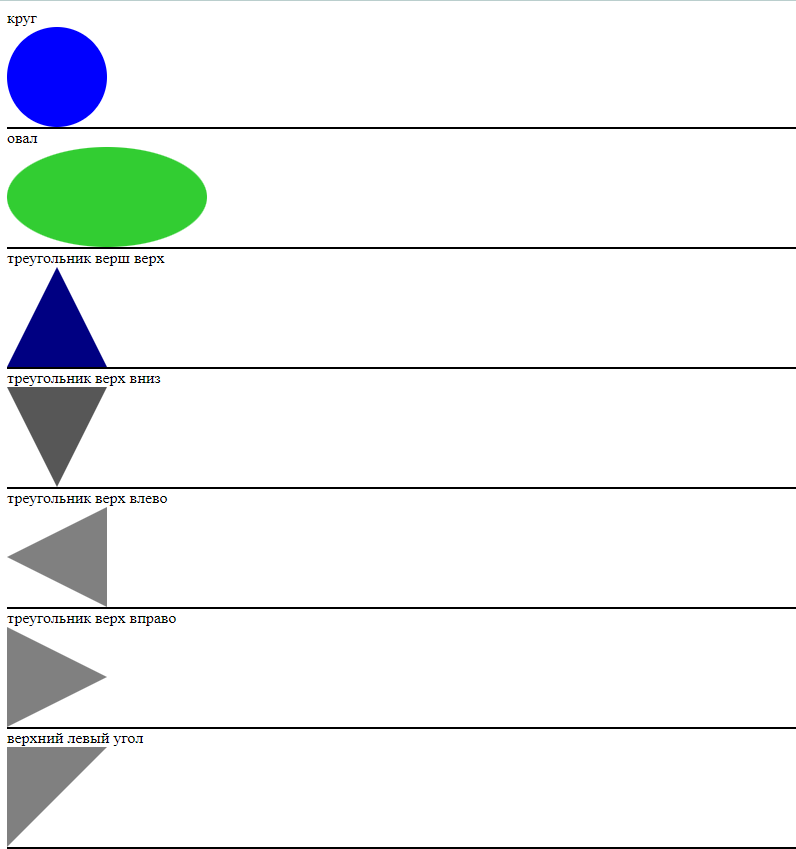 круг
овал
треугольник верш верх
треугольник верх вниз
треугольник верх влево
треугольник верх вправо
верхний левый угол